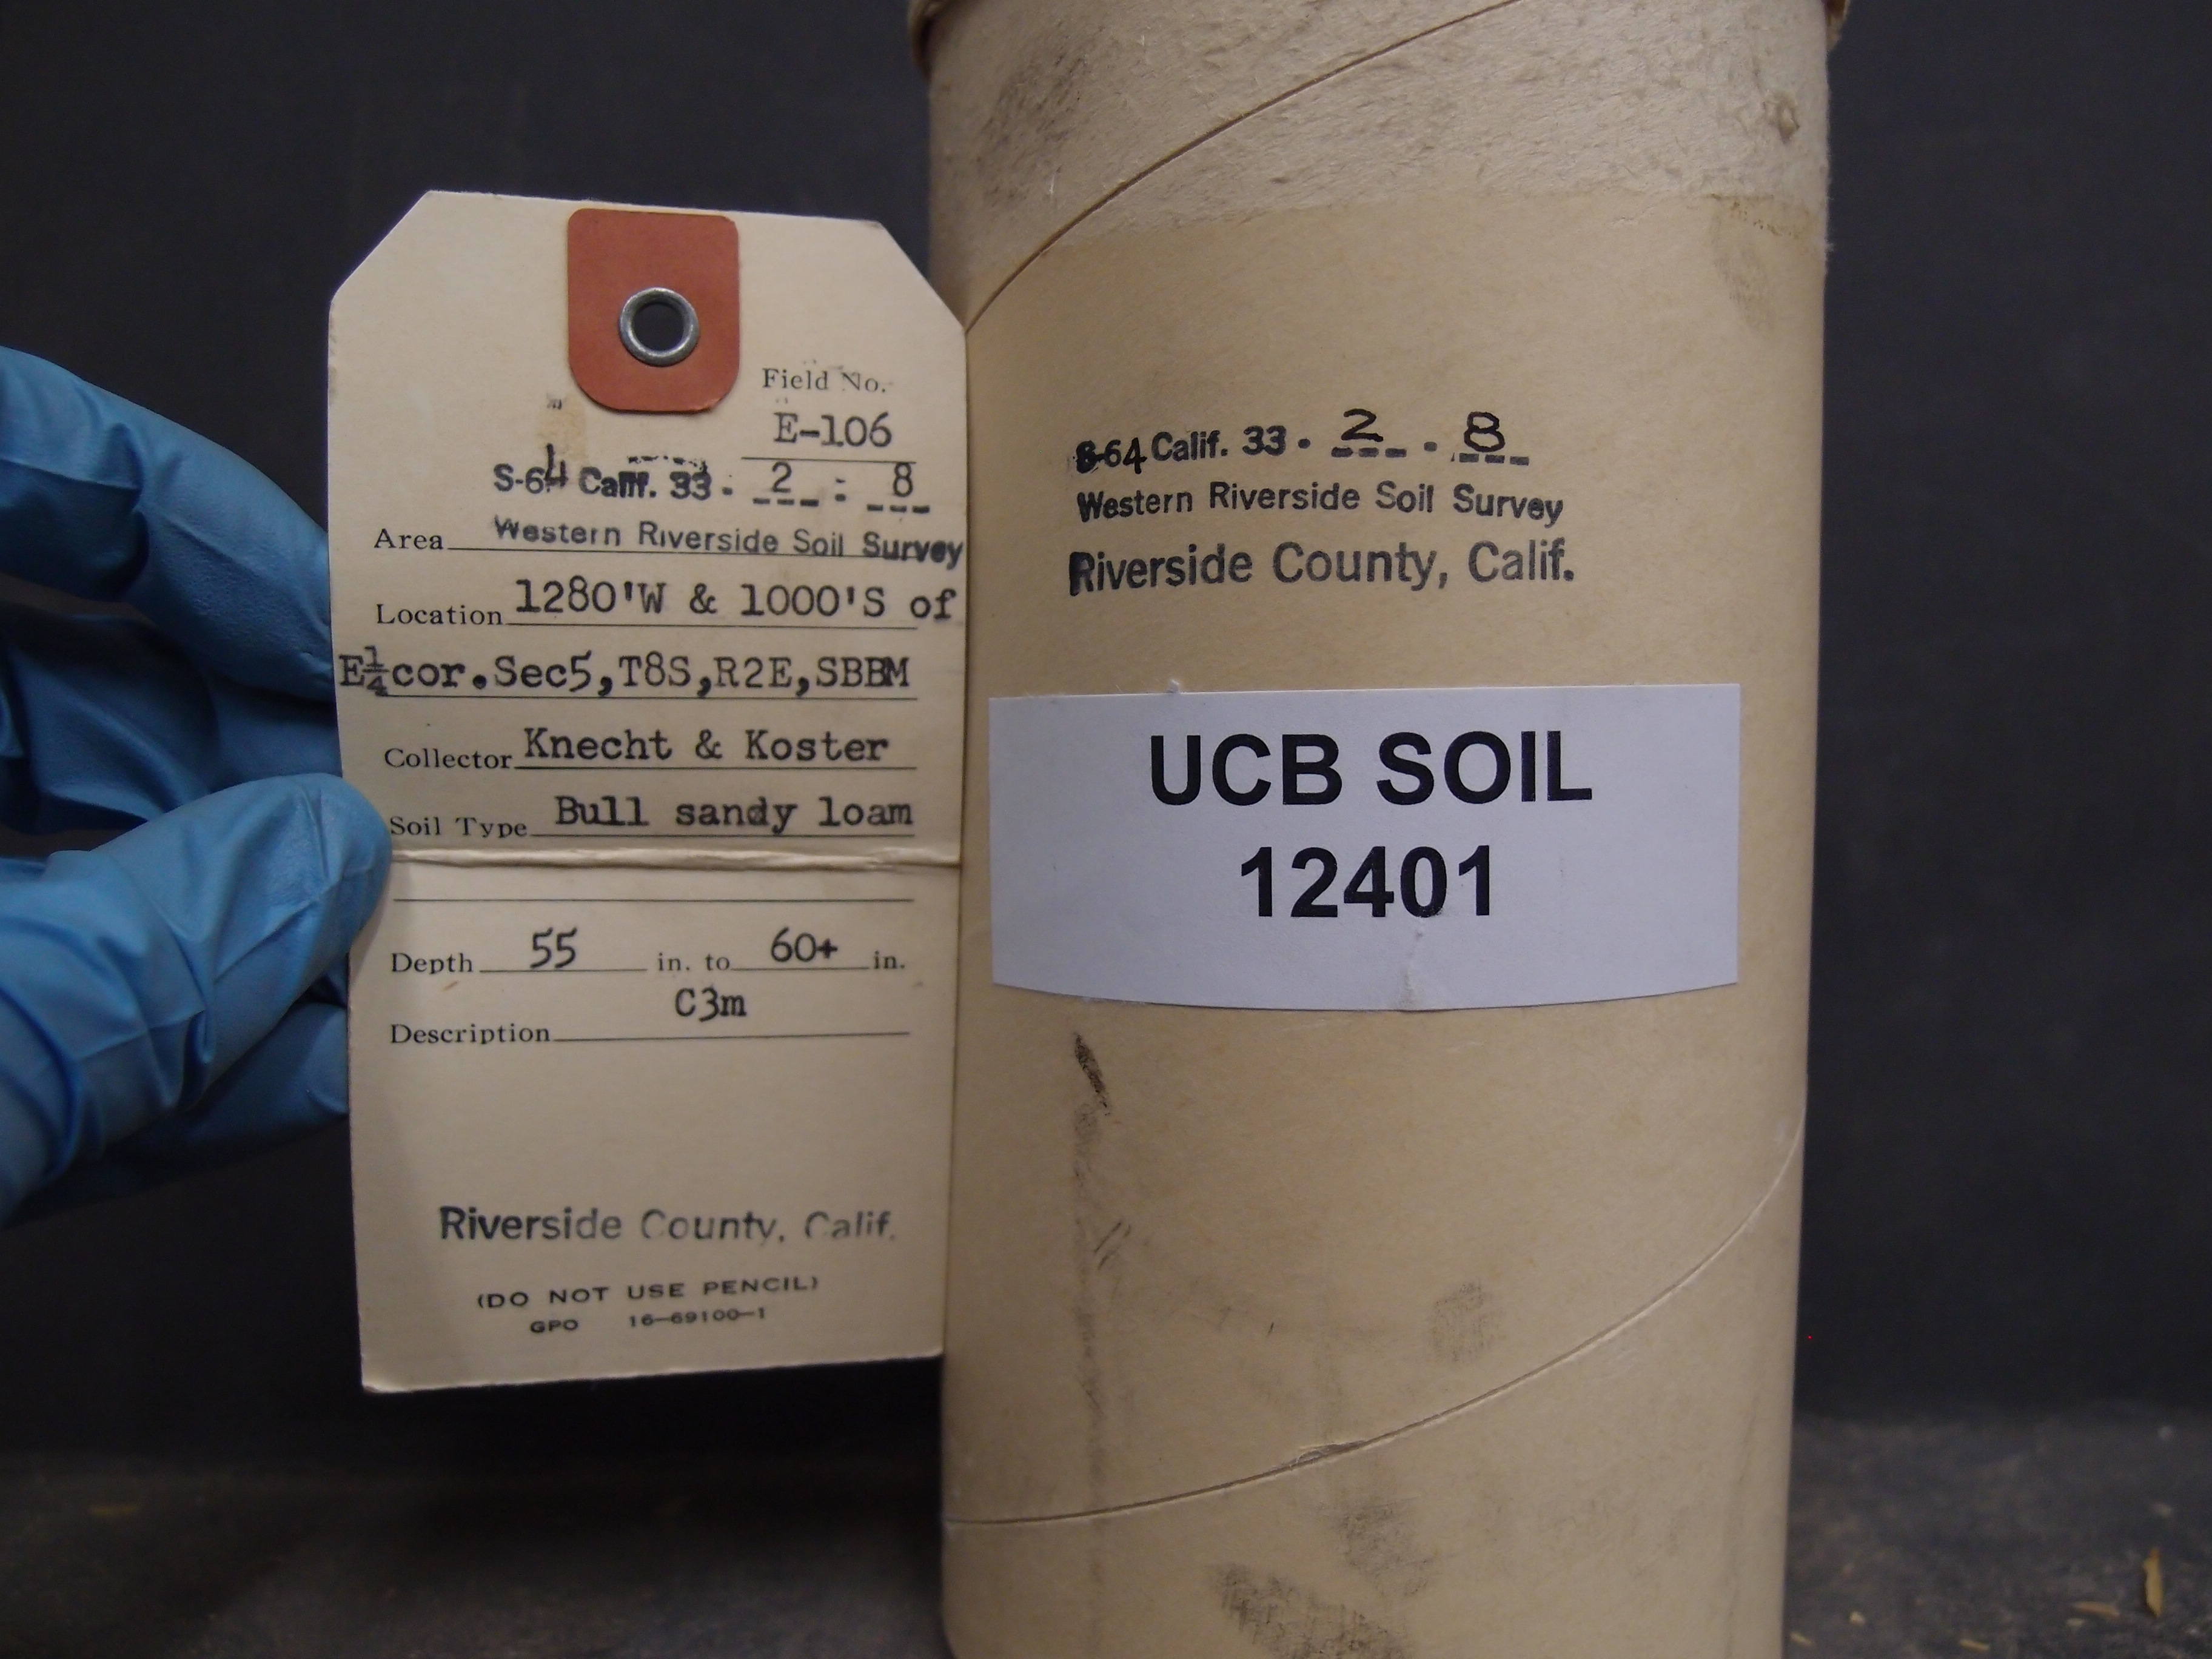 Field No.
E-106
S-64 Calif. 33 - 2 - 8
Area Western Riverside Soil Survey
Location 1280'W & 1000'S of
E¼cor.Sec5,T8S,R2E,SBBM
Collector Knecht & Koster
Soil Type Bull sandy loam
Depth 55 in. to 60+ in.
C3m
Description
Riverside County, Calif.
(DO NOT USE PENCIL)
GPO 16-69100-1
S-64 Calif. 33 - 2 - 8
Western Riverside Soil Survey
Riverside County, Calif.
UCB SOIL
12401